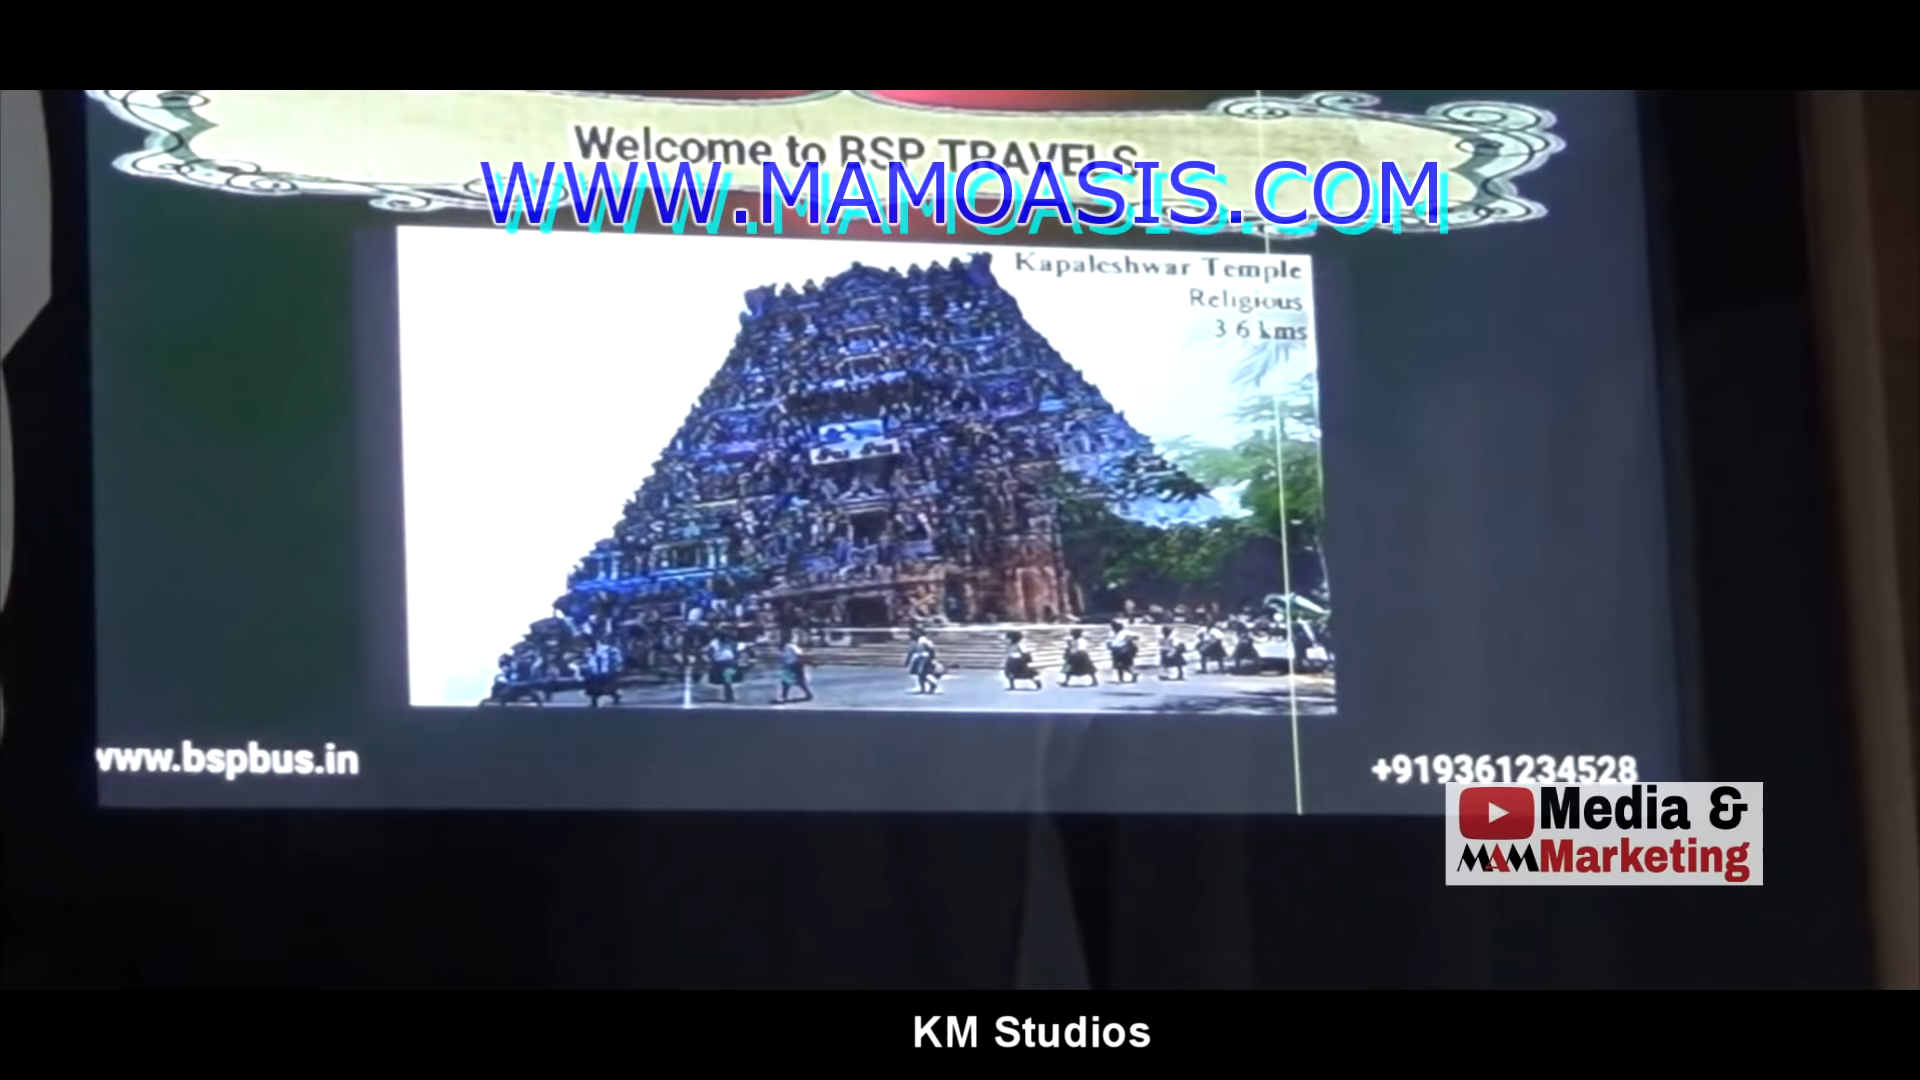 Welcome to BSP TRAVELS
WWW.MAMOASIS.COM
Kapaleshwar Temple
Religious
3 6 kms
www.bspbus.in
+919361234528
Media &
MAM Marketing
KM Studios